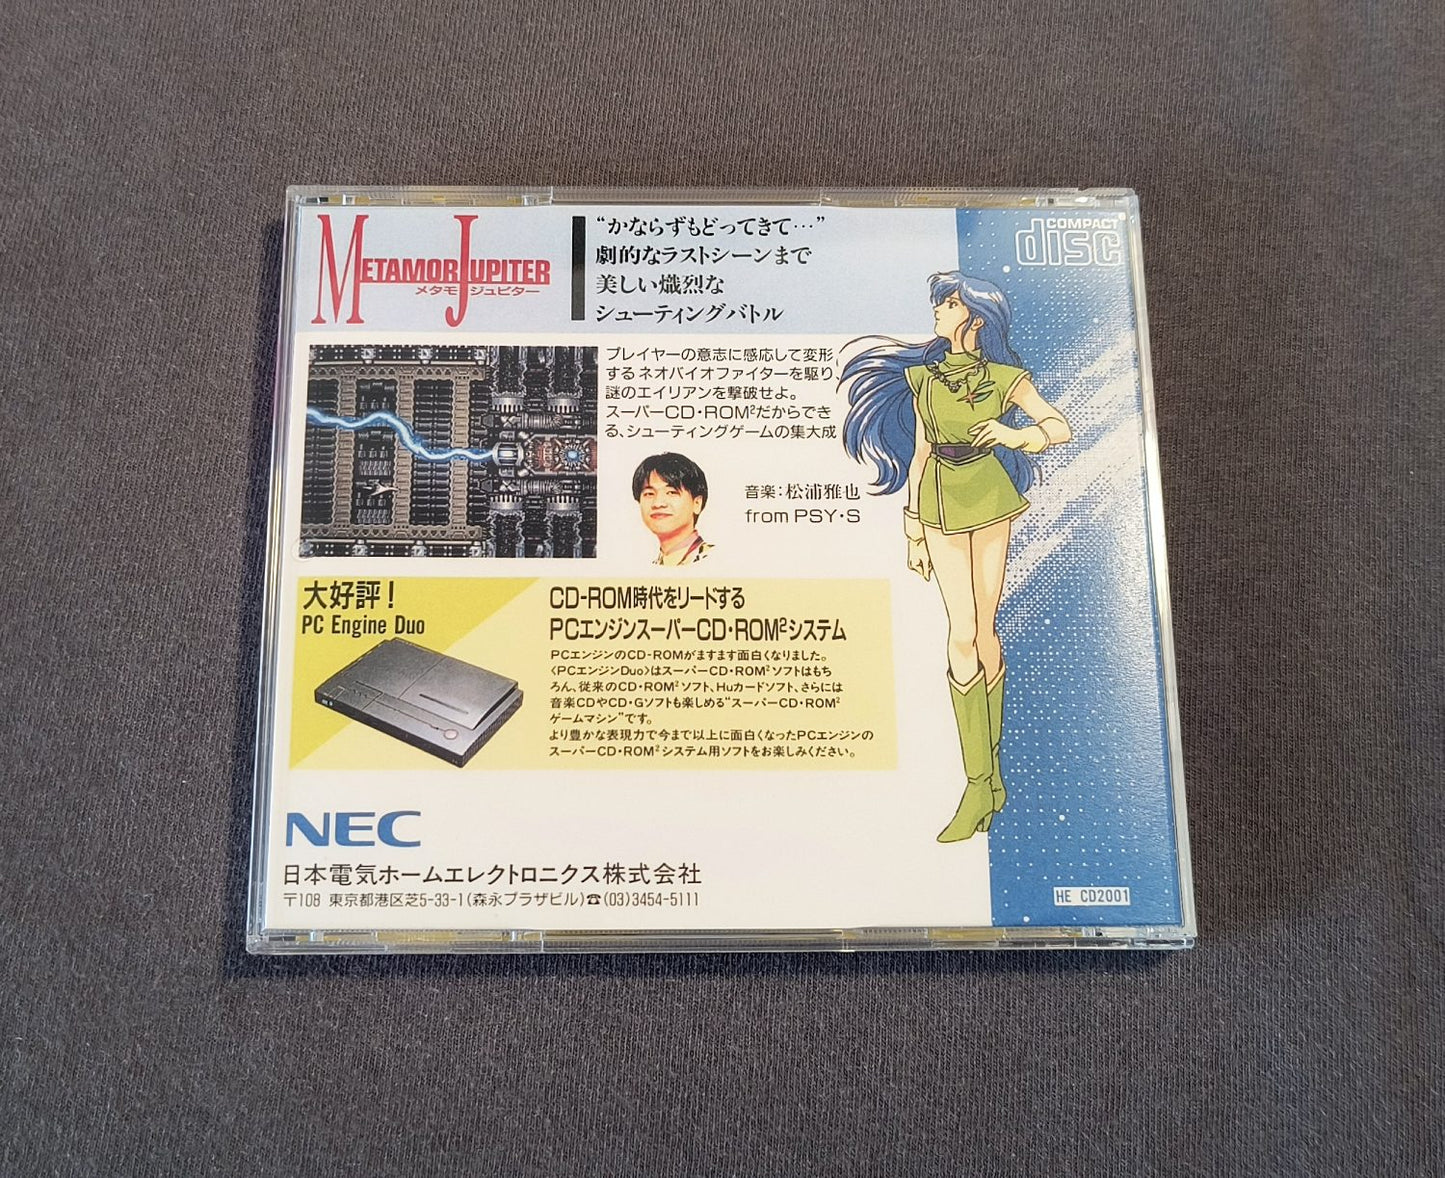 METAMOR JUPITER
メタモ ジュピター
“かならずもどってきて…”
劇的なラストシーンまで
美しい熾烈な
シューティングバトル
COMPACT
disc
プレイヤーの意志に感応して変形
するネオバイオファイターを駆り、
謎のエイリアンを撃破せよ。
スーパーCD・ROM²だからでき
る、シューティングゲームの集大成
音楽：松浦雅也
from PSY・S
大好評！
PC Engine Duo
CD-ROM時代をリードする
PCエンジンスーパーCD・ROM²システム
PCエンジンのCD-ROMがますます面白くなりました。
〈PCエンジンDuo〉はスーパーCD・ROM²ソフトはもち
ろん、従来のCD・ROM²ソフト、Huカードソフト、さらには
音楽CDやCD・Gソフトも楽しめる“スーパーCD・ROM²
ゲームマシン”です。
より豊かな表現力で今まで以上に面白くなったPCエンジンの
スーパーCD・ROM²システム用ソフトをお楽しみください。
NEC
日本電気ホームエレクトロニクス株式会社
〒108 東京都港区芝5-33-1(森永プラザビル)☎(03)3454-5111
HE CD2001